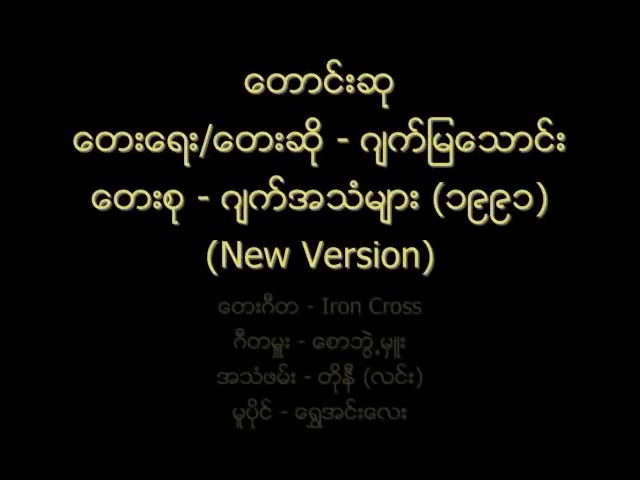 တောင်းဆု
တေးရေး/တေးဆို - ဂျက်မြသောင်း
တေးစု - ဂျက်အသံများ (၁၉၉၁)
(New Version)
တေးဂီတ - Iron Cross
ဂီတမှူး - စောဘွဲ့မှူး
အသံဖမ်း - တိုနီ (လင်း)
မူပိုင် - ရွှေအင်းလေး